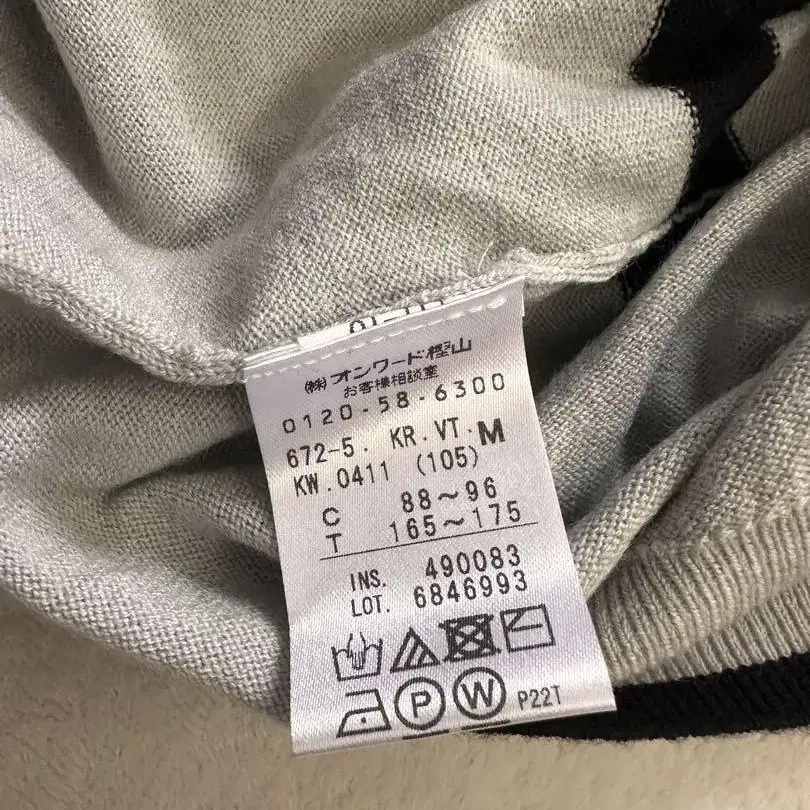 ㈱オンワード樫山
お客様相談室
0120-58-6300
672-5. KR.VT.M
KW.0411 (105)
C 88～96
T 165～175
INS. 490083
LOT. 6846993
P W P22T